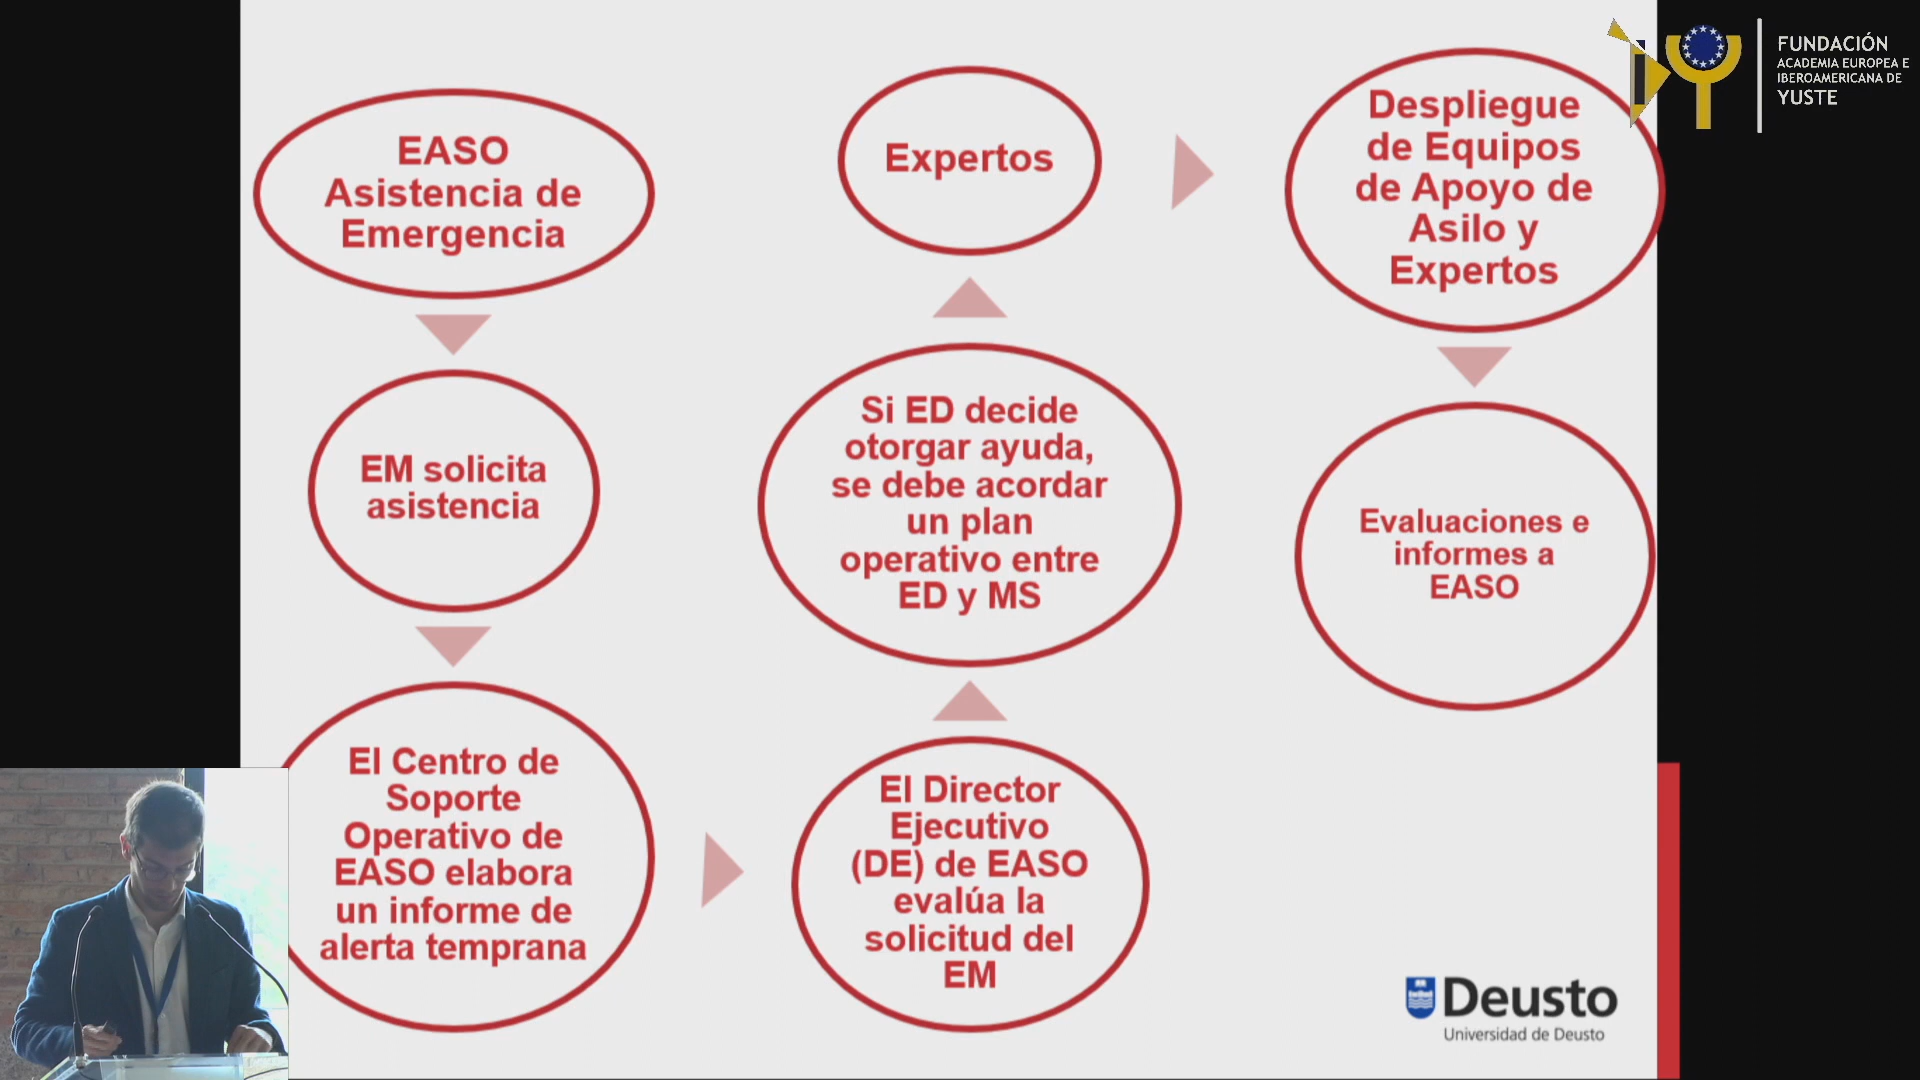 EASO
Asistencia de
Emergencia
EM solicita
asistencia
El Centro de
Soporte
Operativo de
EASO elabora
un informe de
alerta temprana
El Director
Ejecutivo
(DE) de EASO
evalúa la
solicitud del
EM
Si ED decide
otorgar ayuda,
se debe acordar
un plan
operativo entre
ED y MS
Expertos
Despliegue
de Equipos
de Apoyo de
Asilo y
Expertos
Evaluaciones e
informes a
EASO
FUNDACIÓN
ACADEMIA EUROPEA E
IBEROAMERICANA DE
YUSTE
Deusto
Universidad de Deusto